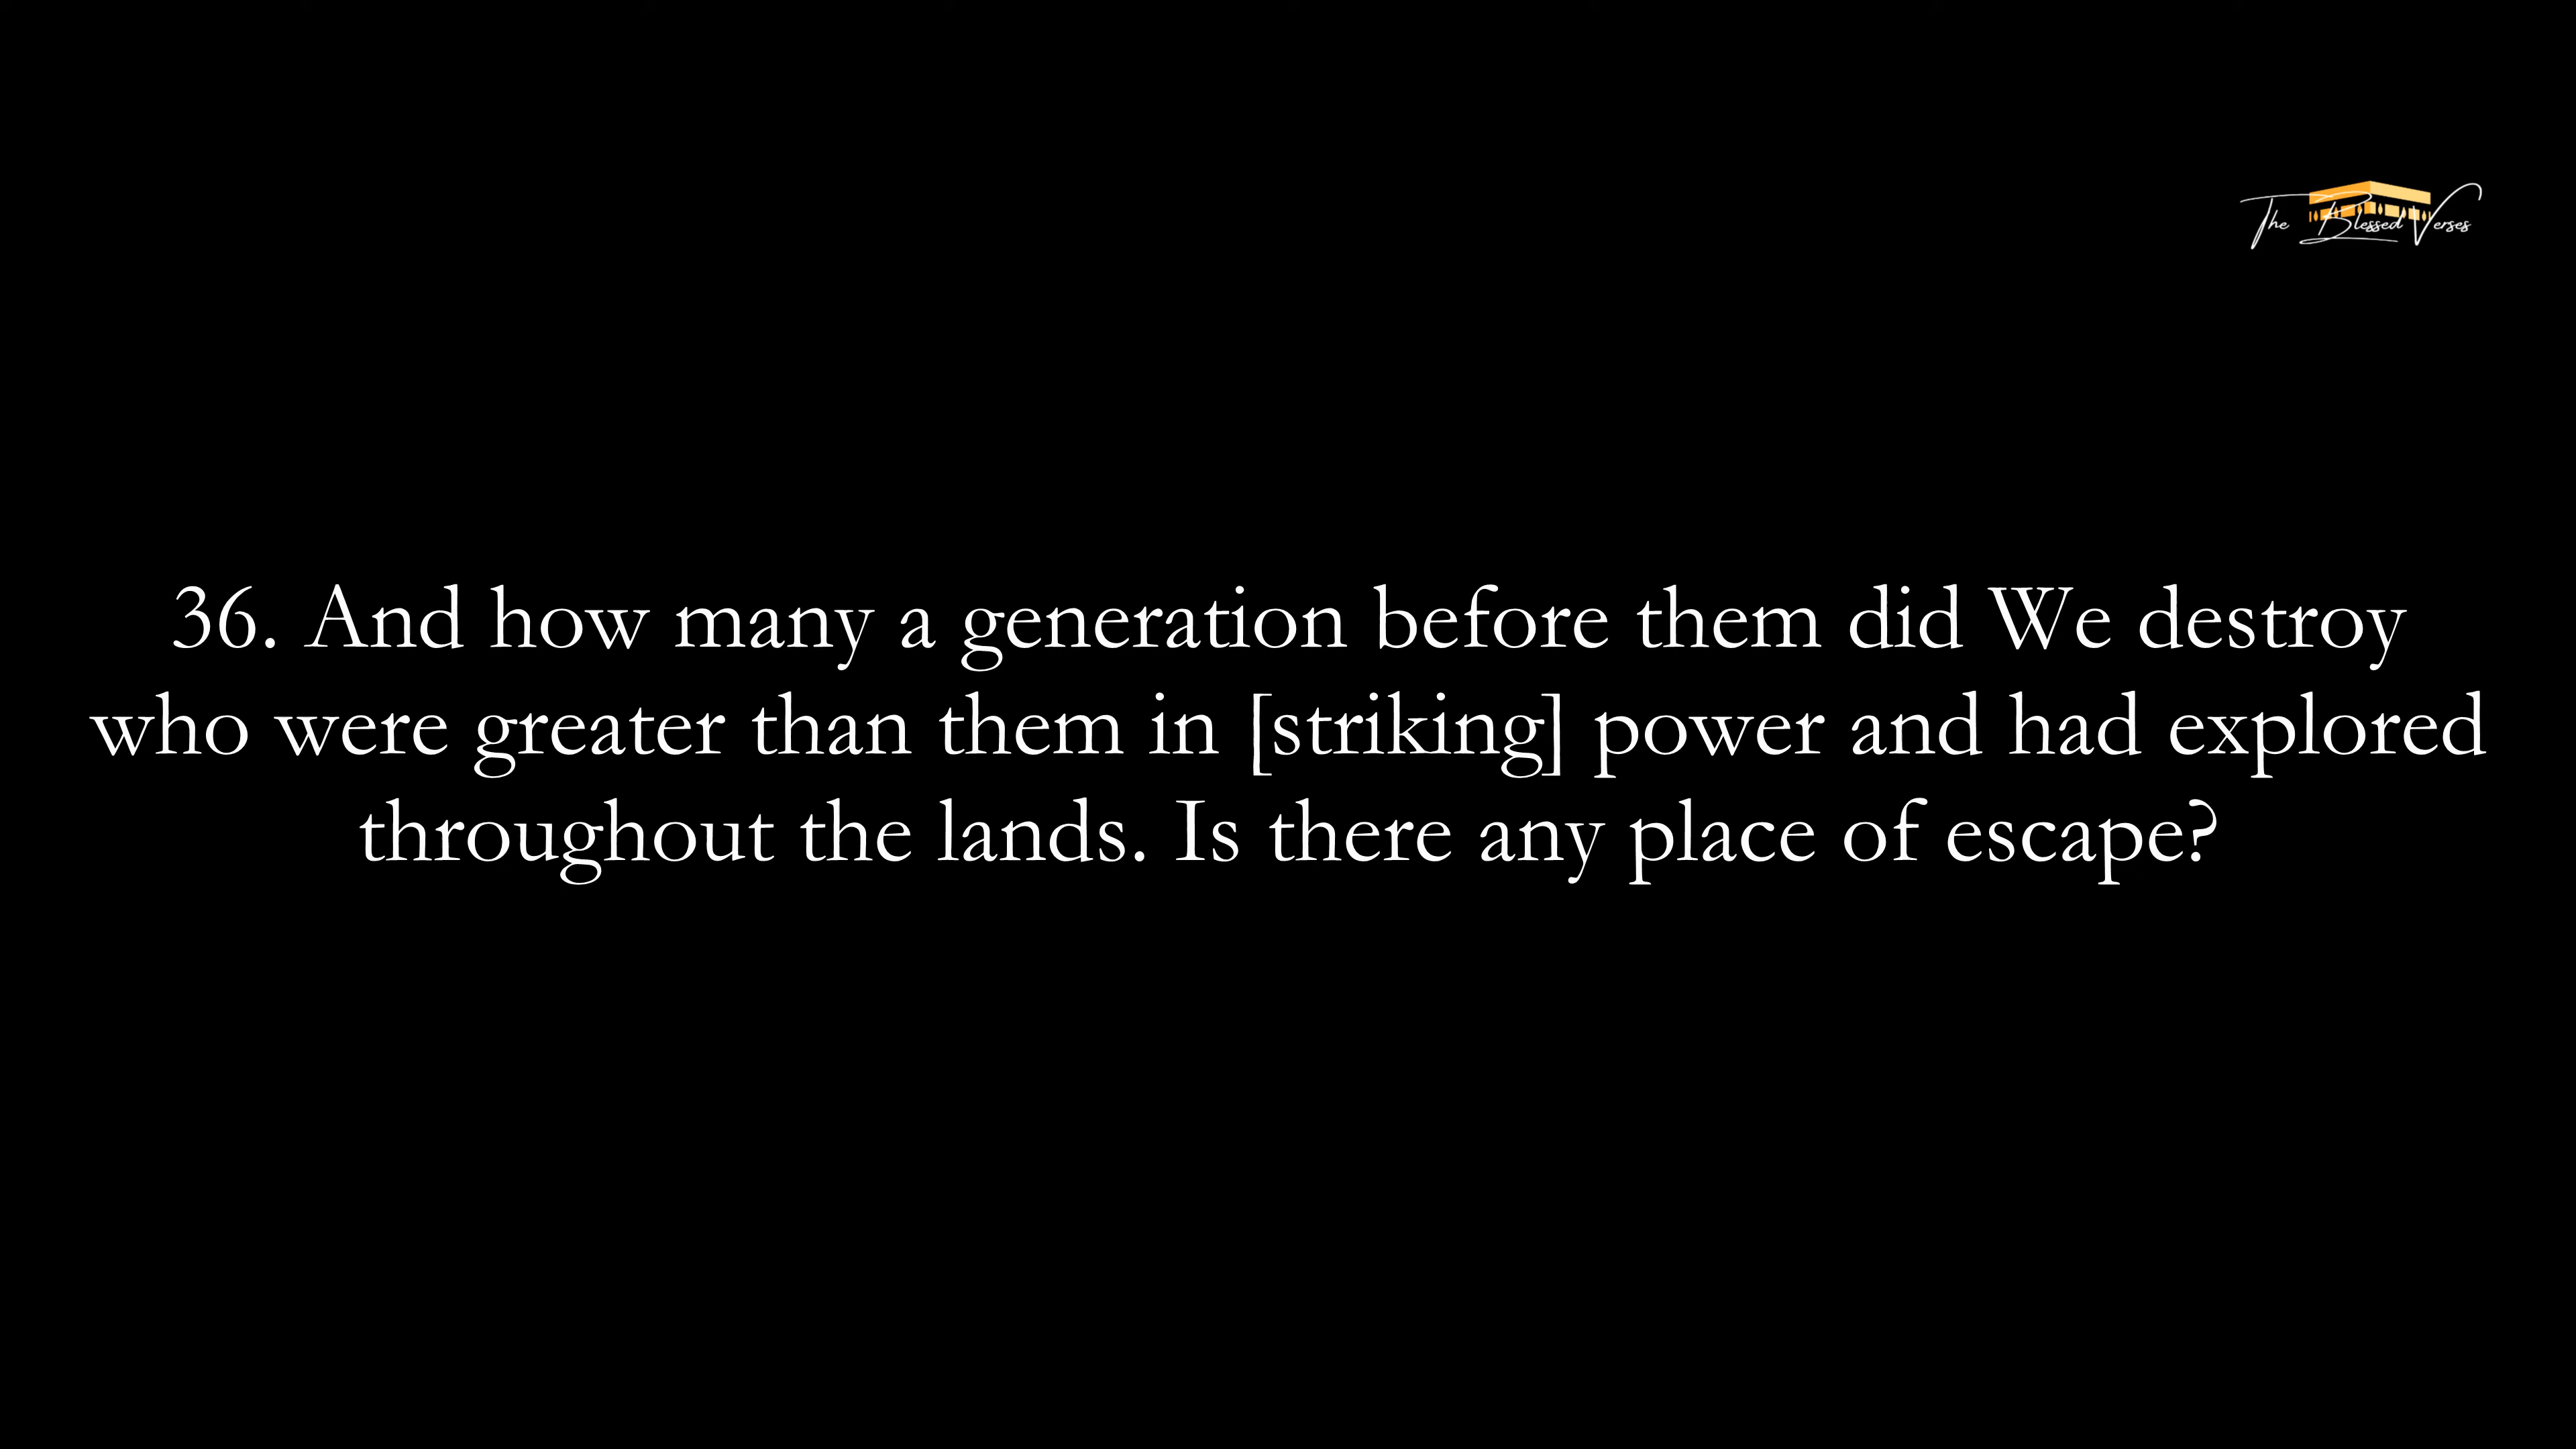 The Blessed Verses
36. And how many a generation before them did We destroy
who were greater than them in [striking] power and had explored
throughout the lands. Is there any place of escape?